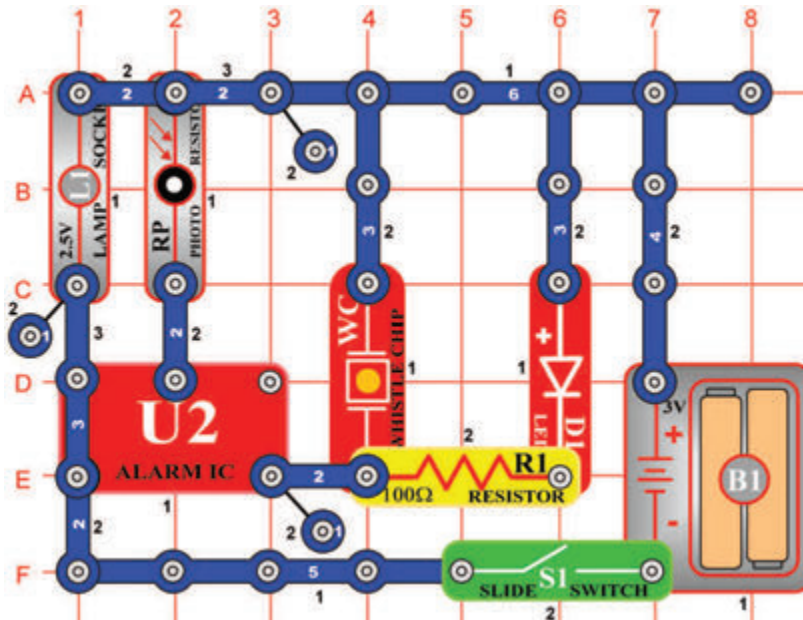 1 2 3 4 5 6 7 8
A
2 3 1
2 2 6
L1
LAMP SOCKET
2.5V
1
RP
PHOTO RESISTOR
1
2 1
B
3 2
3 2
4 2
C
2 1
3
2 2
WC
WHISTLE CHIP
1
+
D1
LED
1
D
U2
ALARM IC
1
3
3V
+
-
B1
1
2
R1
100Ω
RESISTOR
E
2
2 1
2 2
F
5
1
S1
SLIDE SWITCH
2